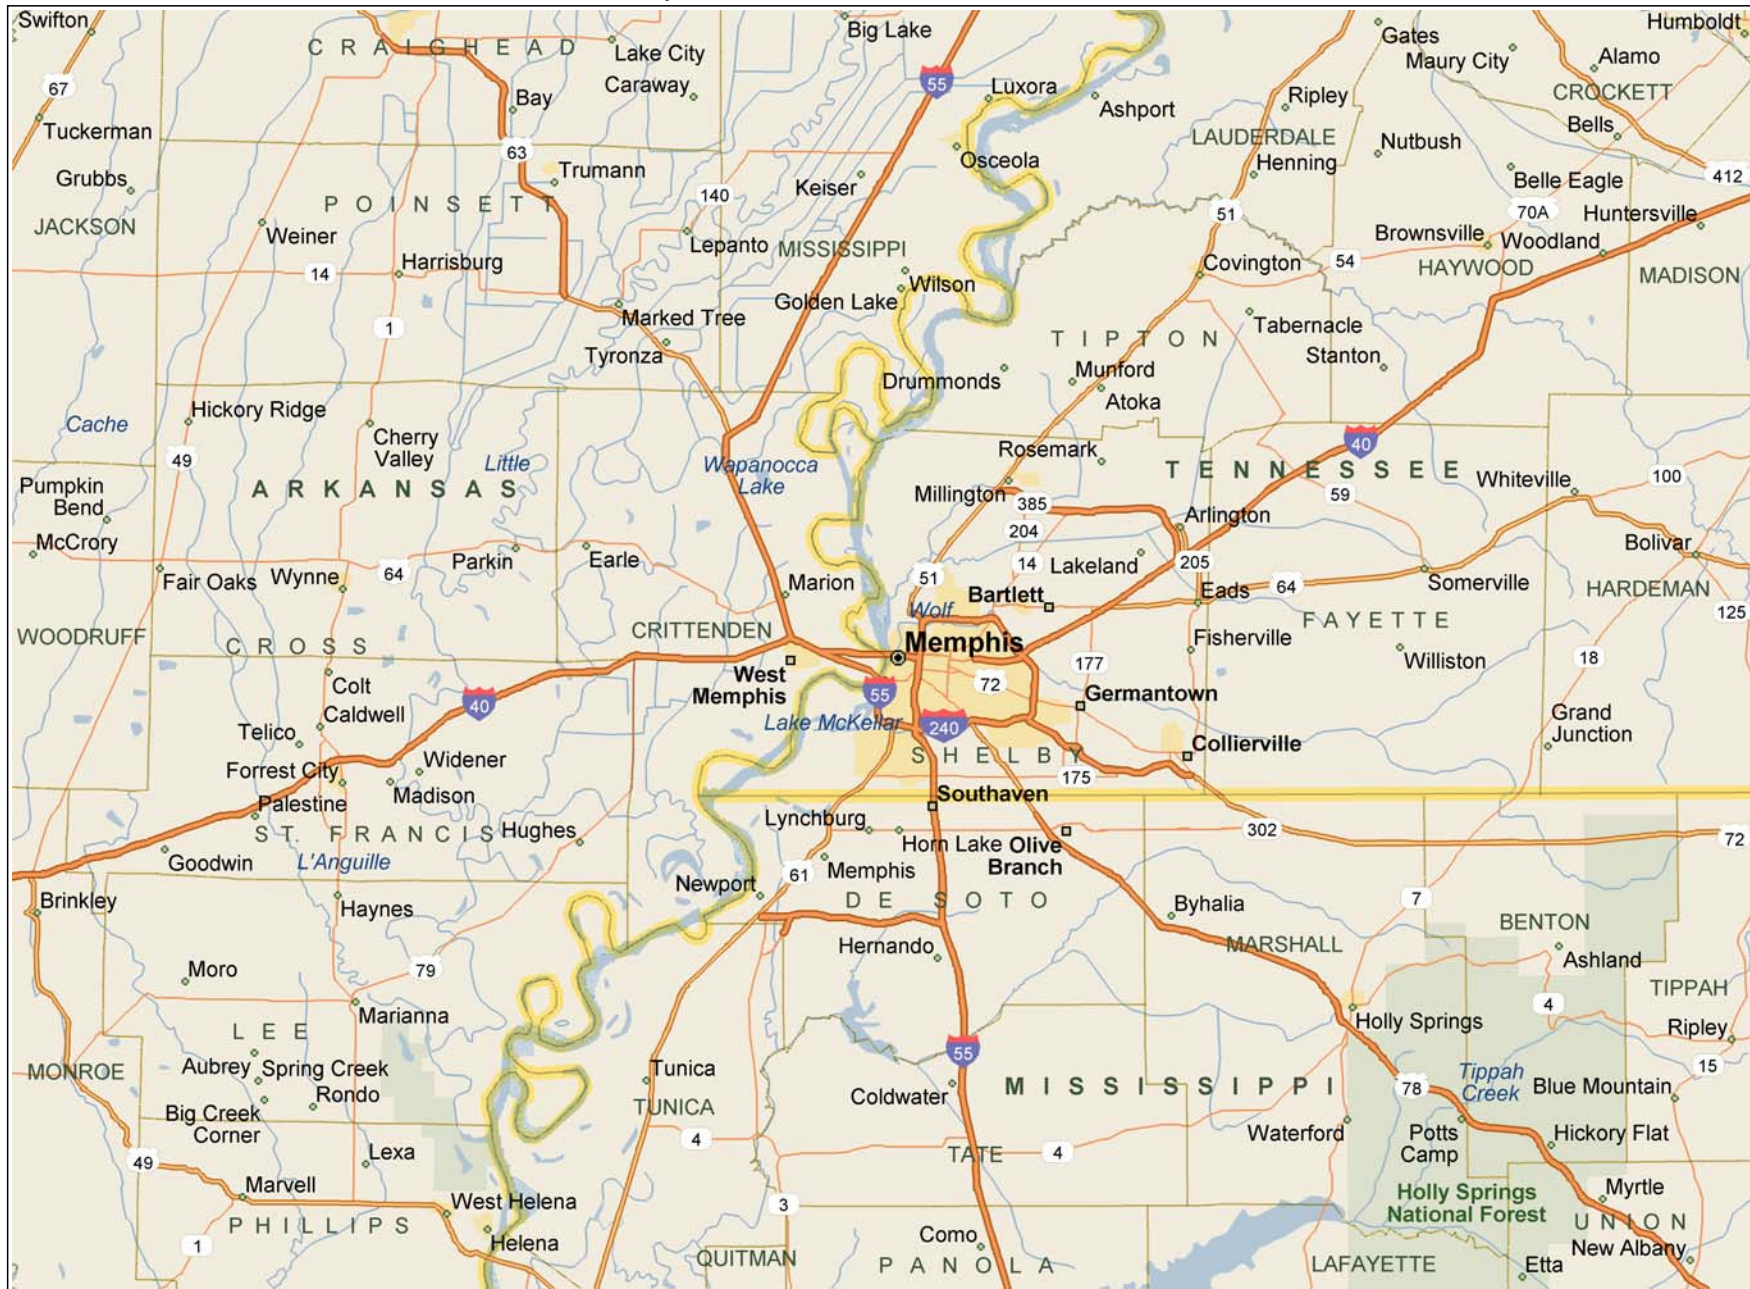 Swifton
CRAIGHEAD
Lake City
Big Lake
Gates
Humboldt
Maury City
Alamo
67
Caraway
55
Luxora
Ashport
Ripley
CROCKETT
Bay
Tuckerman
63
LAUDERDALE
Nutbush
Bells
Trumann
Osceola
Henning
Grubbs
Keiser
140
Belle Eagle
412
POINSETT
JACKSON
Weiner
Lepanto
MISSISSIPPI
51
70A
Huntersville
Brownsville
Woodland
14
Harrisburg
Covington
54
HAYWOOD
MADISON
Wilson
Golden Lake
1
Marked Tree
Tabernacle
TIPTON
Tyronza
Stanton
Drummonds
Munford
Atoka
Hickory Ridge
Cache
Cherry
Valley
40
49
Little
Wapanocca
Lake
Rosemark
TENNESSEE
Pumpkin
Bend
ARKANSAS
Millington
385
59
Whiteville
100
Arlington
McCrory
204
Parkin
Earle
14
Lakeland
205
Bolivar
Fair Oaks
Wynne
64
Marion
51
Bartlett
Eads
64
Somerville
HARDEMAN
Wolf
125
WOODRUFF
CROSS
CRITTENDEN
Memphis
Fisherville
FAYETTE
Williston
18
177
West
Memphis
72
Colt
55
Germantown
Caldwell
40
Lake McKellar
240
Grand
Junction
Telico
SHELBY
Collierville
Widener
175
Forrest City
Madison
Palestine
Southaven
ST. FRANCIS
Hughes
Lynchburg
302
72
Goodwin
L'Anguille
Horn Lake
Olive
Branch
61
Memphis
Newport
Brinkley
Haynes
DE SOTO
Byhalia
7
BENTON
Hernando
MARSHALL
Ashland
Moro
79
TIPPAH
4
Marianna
Holly Springs
Ripley
LEE
Aubrey
Spring Creek
55
MONROE
Tunica
Rondo
Coldwater
MISSISSIPPI
78
Tippah
Creek
Blue Mountain
15
Big Creek
Corner
TUNICA
Waterford
Potts
Camp
Hickory Flat
4
4
TATE
49
Lexa
Marvell
West Helena
Holly Springs
National Forest
Myrtle
3
PHILLIPS
UNION
1
Helena
Como
New Albany
QUITMAN
PANOLA
LAFAYETTE
Etta